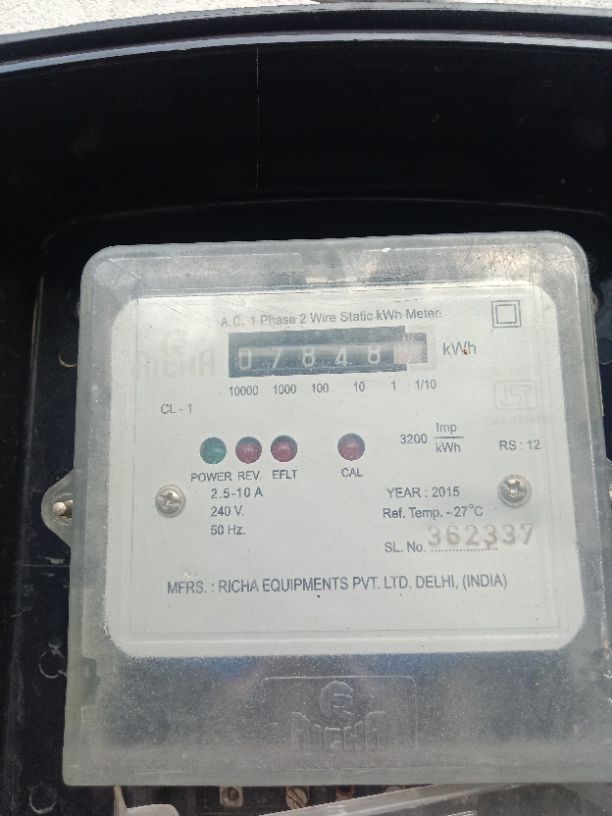 A.C. 1 Phase 2 Wire Static kWh Meter
07848 kWh
10000 1000 100 10 1 1/10
CL - 1
3200 Imp/kWh
RS : 12
POWER REV. EFLT CAL
2.5-10 A
240 V.
50 Hz.
YEAR : 2015
Ref. Temp. - 27°C
SL. No. 362337
MFRS. : RICHA EQUIPMENTS PVT. LTD. DELHI, (INDIA)
RICHA